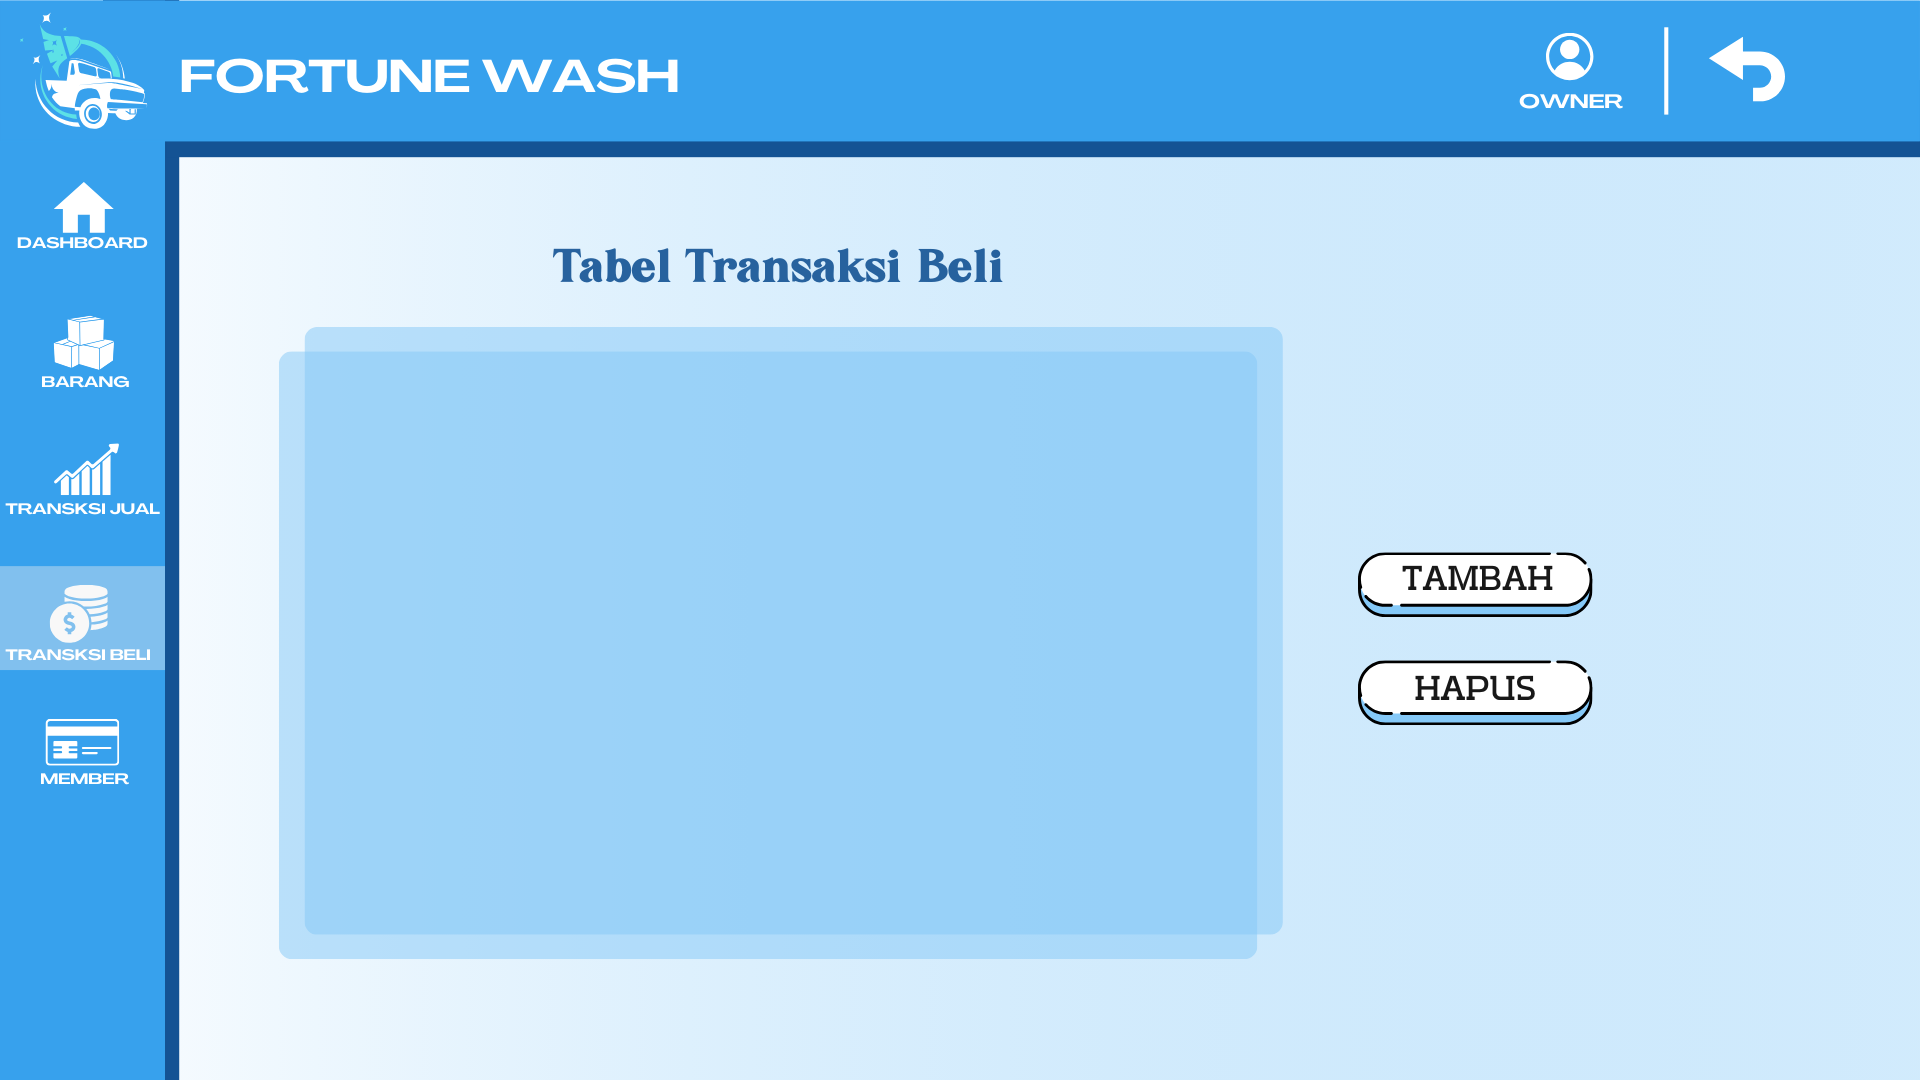 FORTUNE WASH
OWNER
DASHBOARD
BARANG
TRANSKSI JUAL
TRANSKSI BELI
MEMBER
Tabel Transaksi Beli
TAMBAH
HAPUS
$